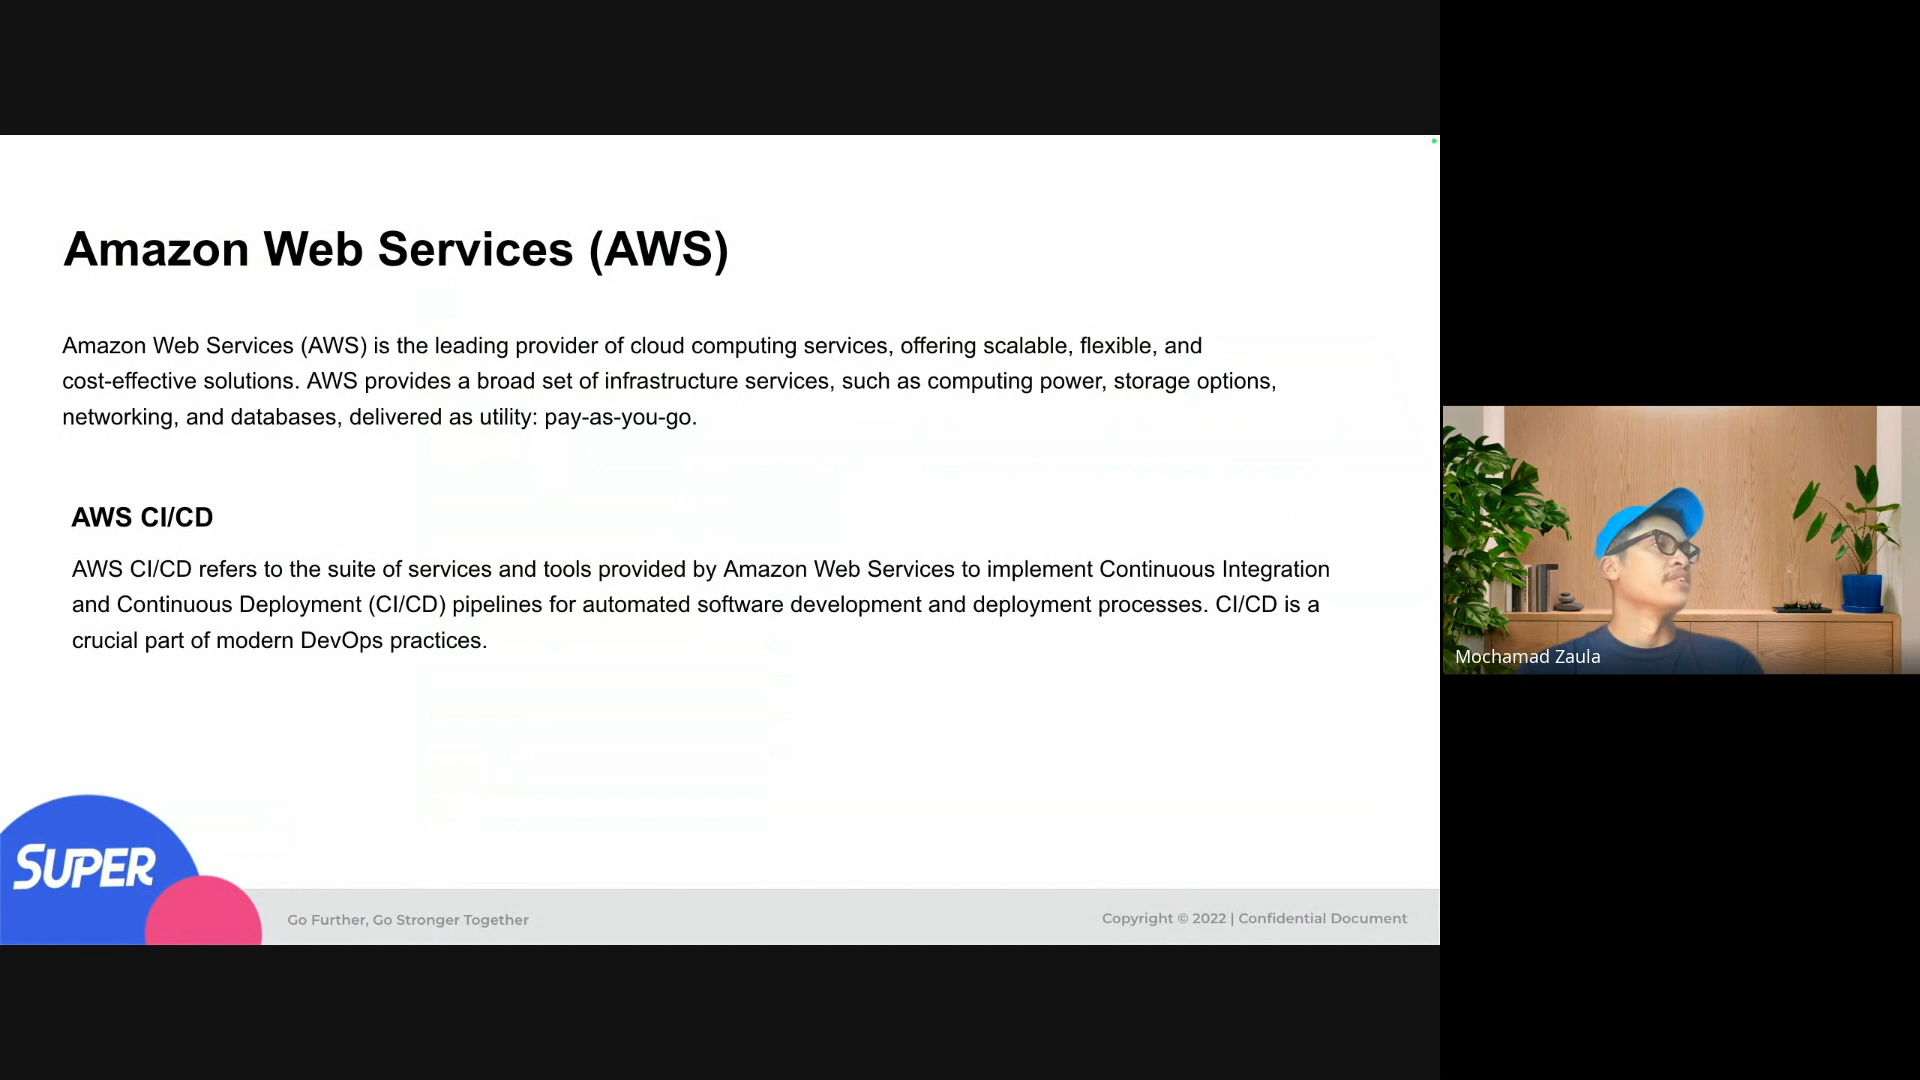 Amazon Web Services (AWS)
Amazon Web Services (AWS) is the leading provider of cloud computing services, offering scalable, flexible, and
cost-effective solutions. AWS provides a broad set of infrastructure services, such as computing power, storage options,
networking, and databases, delivered as utility: pay-as-you-go.
AWS CI/CD
AWS CI/CD refers to the suite of services and tools provided by Amazon Web Services to implement Continuous Integration
and Continuous Deployment (CI/CD) pipelines for automated software development and deployment processes. CI/CD is a
crucial part of modern DevOps practices.
SUPER
Go Further, Go Stronger Together
Copyright © 2022 | Confidential Document
Mochamad Zaula